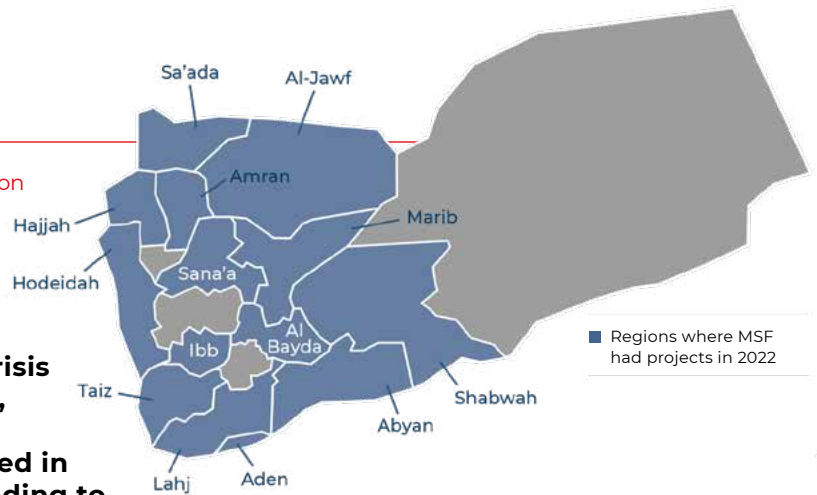 Sa'ada
Al-Jawf
on
Amran
Hajjah
Marib
Hodeidah
Sana'a
Regions where MSF
had projects in 2022
Al
Bayda
Ibb
risis
Taiz
,
Shabwah
Abyan
ed in
Lahj
Aden
ding to